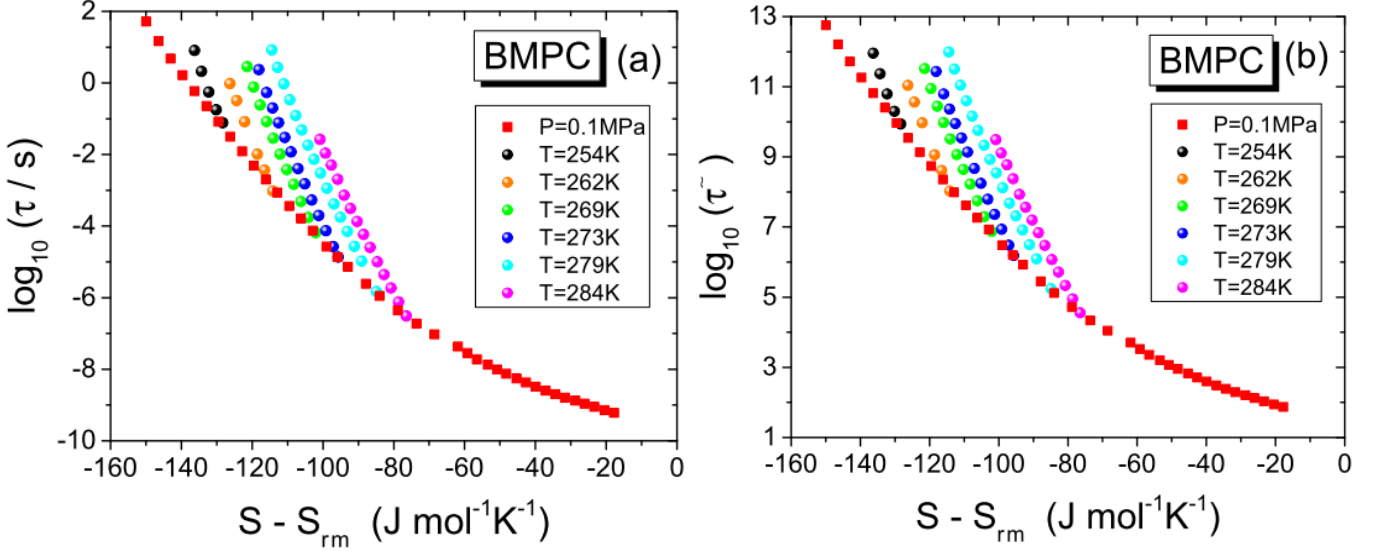 BMPC (a)
P=0.1MPa
T=254K
T=262K
T=269K
T=273K
T=279K
T=284K
2
0
-2
-4
-6
-8
-10
-160 -140 -120 -100 -80 -60 -40 -20 0
log10 (τ / s)
S - Srm (J mol-1K-1)
BMPC (b)
P=0.1MPa
T=254K
T=262K
T=269K
T=273K
T=279K
T=284K
13
11
9
7
5
3
1
-160 -140 -120 -100 -80 -60 -40 -20 0
log10 (τ~)
S - Srm (J mol-1K-1)